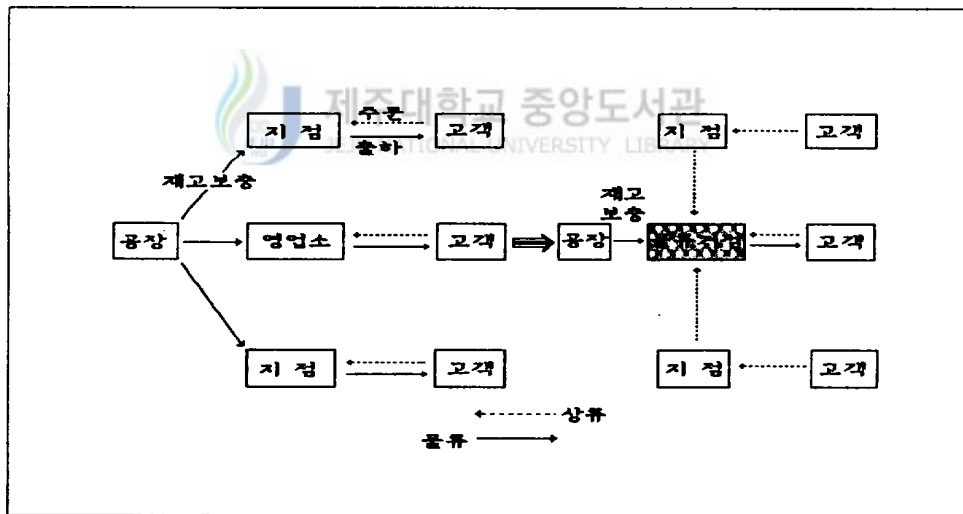 제주대학교 중앙도서관
JEJU NATIONAL UNIVERSITY LIBRARY
지 점
주문
출하
고객
지 점
고객
재고보충
재고
보충
공장
영업소
고객
공장
고객
지 점
고객
지 점
고객
상류
물류